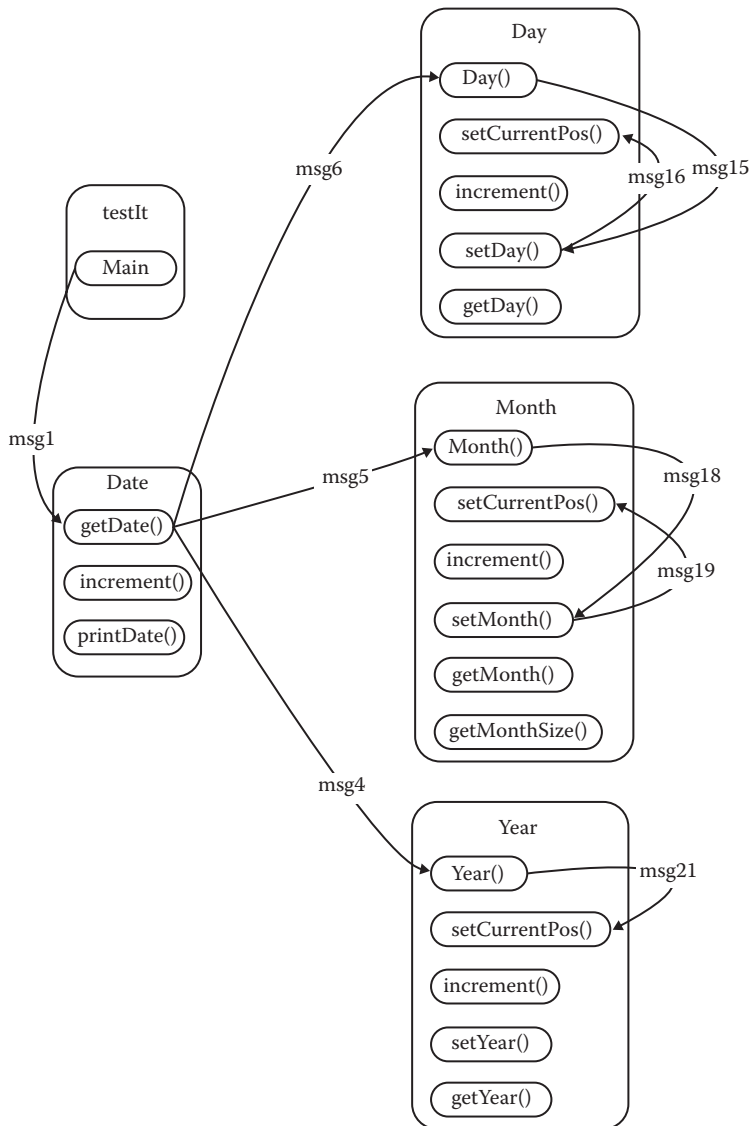 Day
Day()
setCurrentPos()
increment()
setDay()
getDay()
msg6
msg16
msg15
testIt
Main
msg1
Date
getDate()
increment()
printDate()
msg5
Month
Month()
setCurrentPos()
increment()
setMonth()
getMonth()
getMonthSize()
msg18
msg19
msg4
Year
Year()
setCurrentPos()
increment()
setYear()
getYear()
msg21